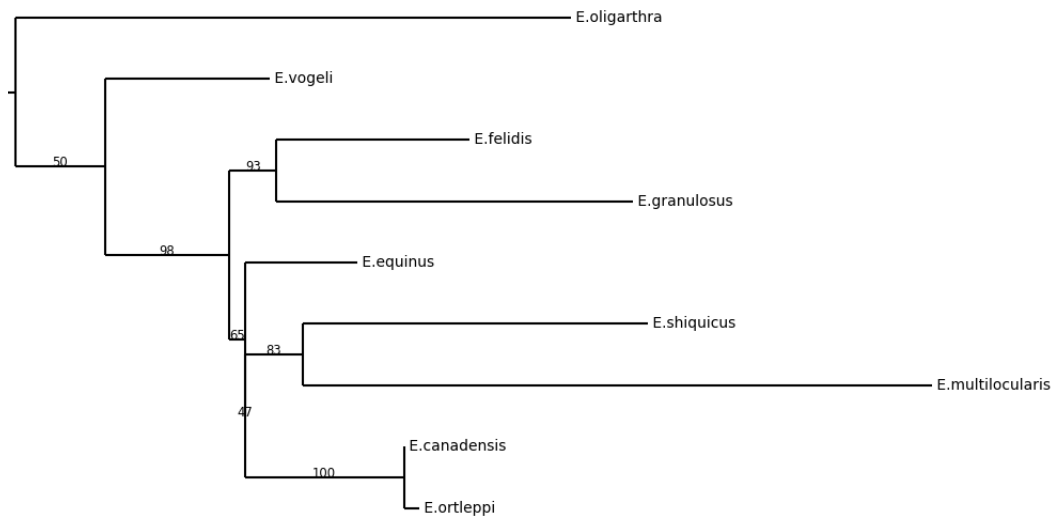 E.oligarthra
E.vogeli
E.felidis
50
93
E.granulosus
98
E.equinus
E.shiquicus
65
83
E.multilocularis
47
E.canadensis
100
E.ortleppi